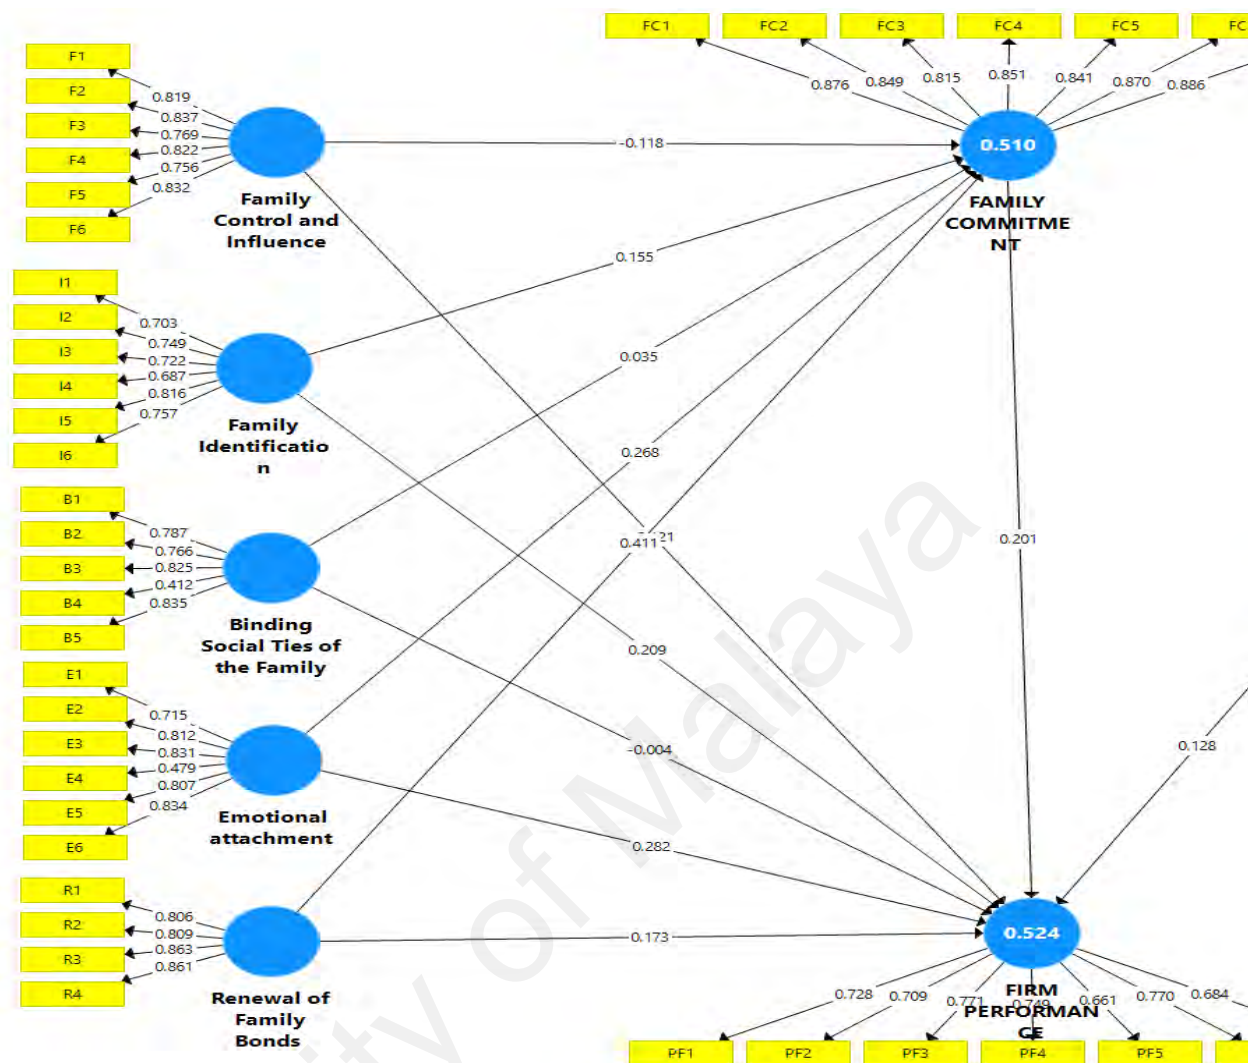 FC1 FC2 FC3 FC4 FC5 FC
0.876 0.849 0.815 0.851 0.841 0.870 0.886
F1
F2
F3
F4
F5
F6
0.819
0.837
0.769
0.822
0.756
0.832
Family
Control and
Influence
-0.118
0.510
FAMILY
COMMITME
NT
I1
I2
I3
I4
I5
I6
0.703
0.749
0.722
0.687
0.816
0.757
Family
Identificatio
n
0.155
0.035
0.268
0.411
21
0.201
B1
B2
B3
B4
B5
0.787
0.766
0.825
0.412
0.835
Binding
Social Ties of
the Family
0.209
-0.004
0.128
E1
E2
E3
E4
E5
E6
0.715
0.812
0.831
0.479
0.807
0.834
Emotional
attachment
0.282
R1
R2
R3
R4
0.806
0.809
0.863
0.861
Renewal of
Family
Bonds
0.173
0.524
FIRM
PERFORMAN
CE
0.728 0.709 0.771 0.749 0.661 0.770 0.684
PF1 PF2 PF3 PF4 PF5
ity of Malaya